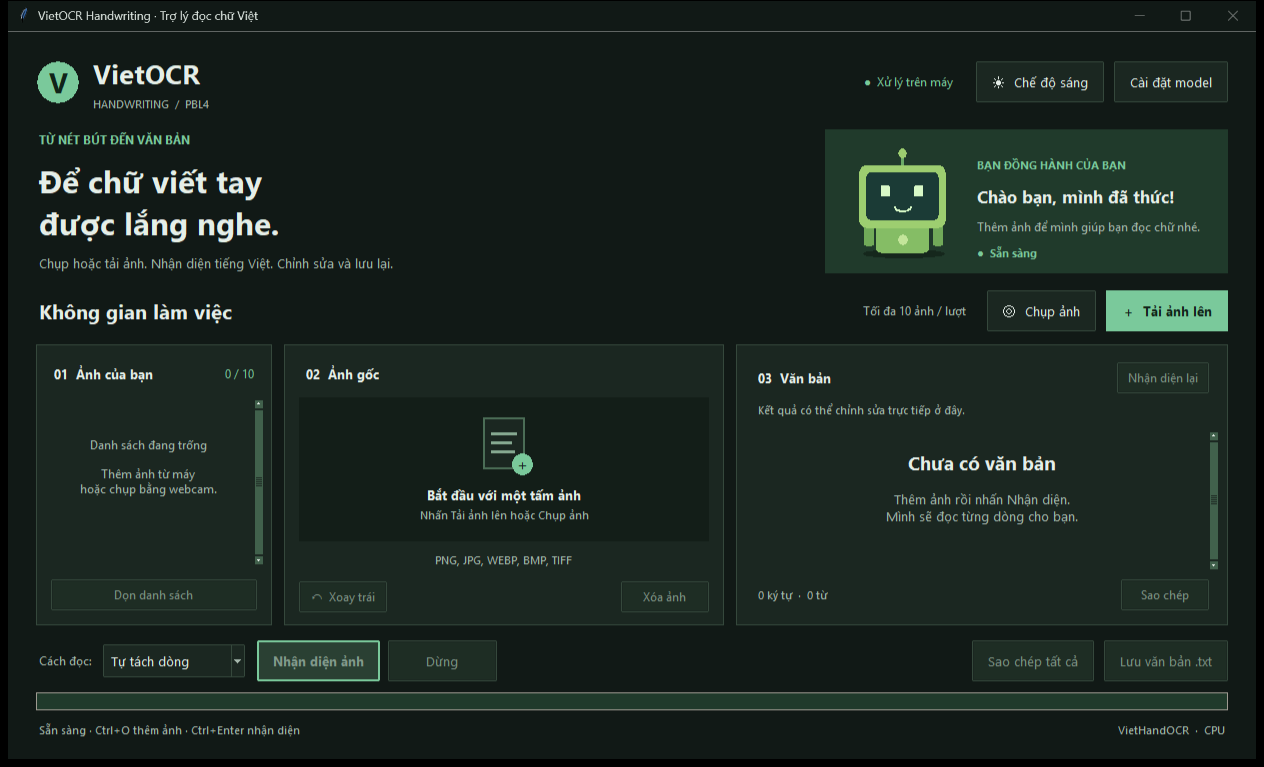 VietOCR Handwriting · Trợ lý đọc chữ Việt
V
VietOCR
HANDWRITING / PBL4
Xử lý trên máy
Chế độ sáng
Cài đặt model
TỪ NÉT BÚT ĐẾN VĂN BẢN
Để chữ viết tay
được lắng nghe.
Chụp hoặc tải ảnh. Nhận diện tiếng Việt. Chỉnh sửa và lưu lại.
BẠN ĐỒNG HÀNH CỦA BẠN
Chào bạn, mình đã thức!
Thêm ảnh để mình giúp bạn đọc chữ nhé.
Sẵn sàng
Không gian làm việc
Tối đa 10 ảnh / lượt
Chụp ảnh
+ Tải ảnh lên
01 Ảnh của bạn
0 / 10
Danh sách đang trống
Thêm ảnh từ máy
hoặc chụp bằng webcam.
Dọn danh sách
02 Ảnh gốc
Bắt đầu với một tấm ảnh
Nhấn Tải ảnh lên hoặc Chụp ảnh
PNG, JPG, WEBP, BMP, TIFF
Xoay trái
Xóa ảnh
03 Văn bản
Nhận diện lại
Kết quả có thể chỉnh sửa trực tiếp ở đây.
Chưa có văn bản
Thêm ảnh rồi nhấn Nhận diện.
Mình sẽ đọc từng dòng cho bạn.
0 ký tự · 0 từ
Sao chép
Cách đọc:
Tự tách dòng
Nhận diện ảnh
Dừng
Sao chép tất cả
Lưu văn bản .txt
Sẵn sàng · Ctrl+O thêm ảnh · Ctrl+Enter nhận diện
VietHandOCR · CPU